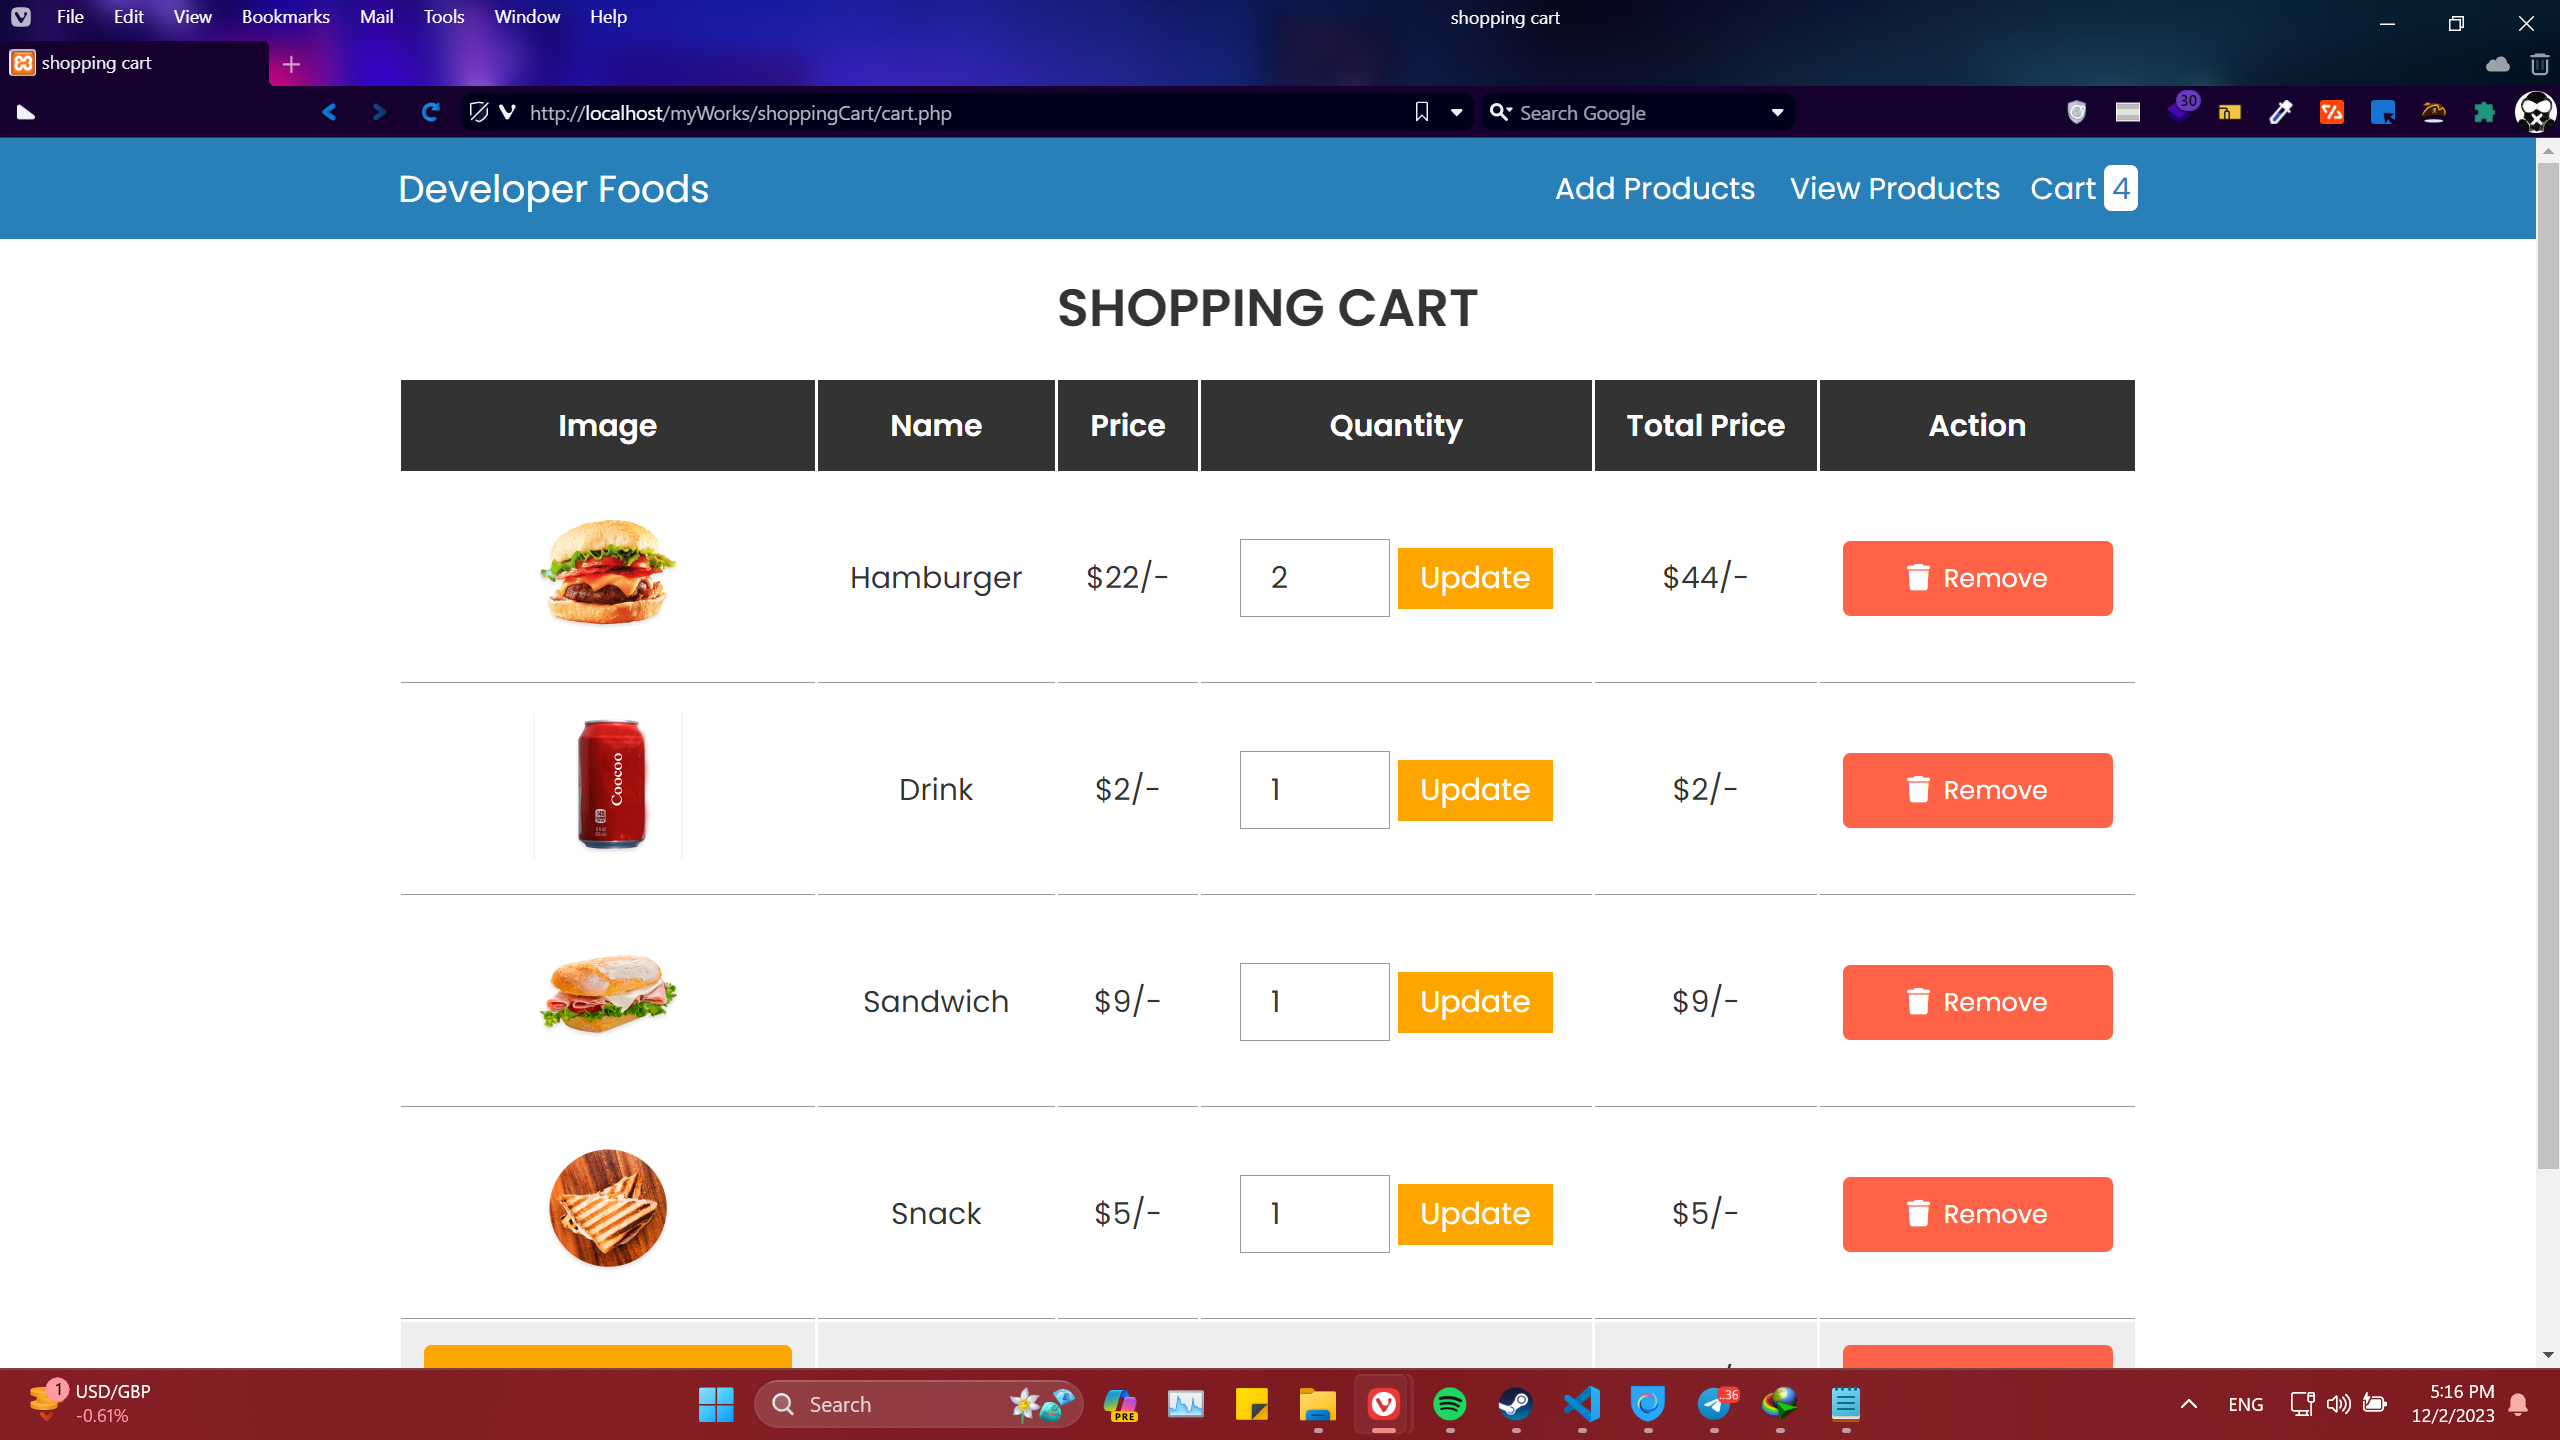 File Edit View Bookmarks Mail Tools Window Help shopping cart
shopping cart
http://localhost/myWorks/shoppingCart/cart.php Search Google 30
Developer Foods Add Products View Products Cart 4
SHOPPING CART
Image Name Price Quantity Total Price Action
Hamburger $22/- 2 Update $44/- Remove
Cococoo
Drink $2/- 1 Update $2/- Remove
Sandwich $9/- 1 Update $9/- Remove
Snack $5/- 1 Update $5/- Remove
1 USD/GBP
-0.61%
Search
PRE
..36
ENG
5:16 PM
12/2/2023